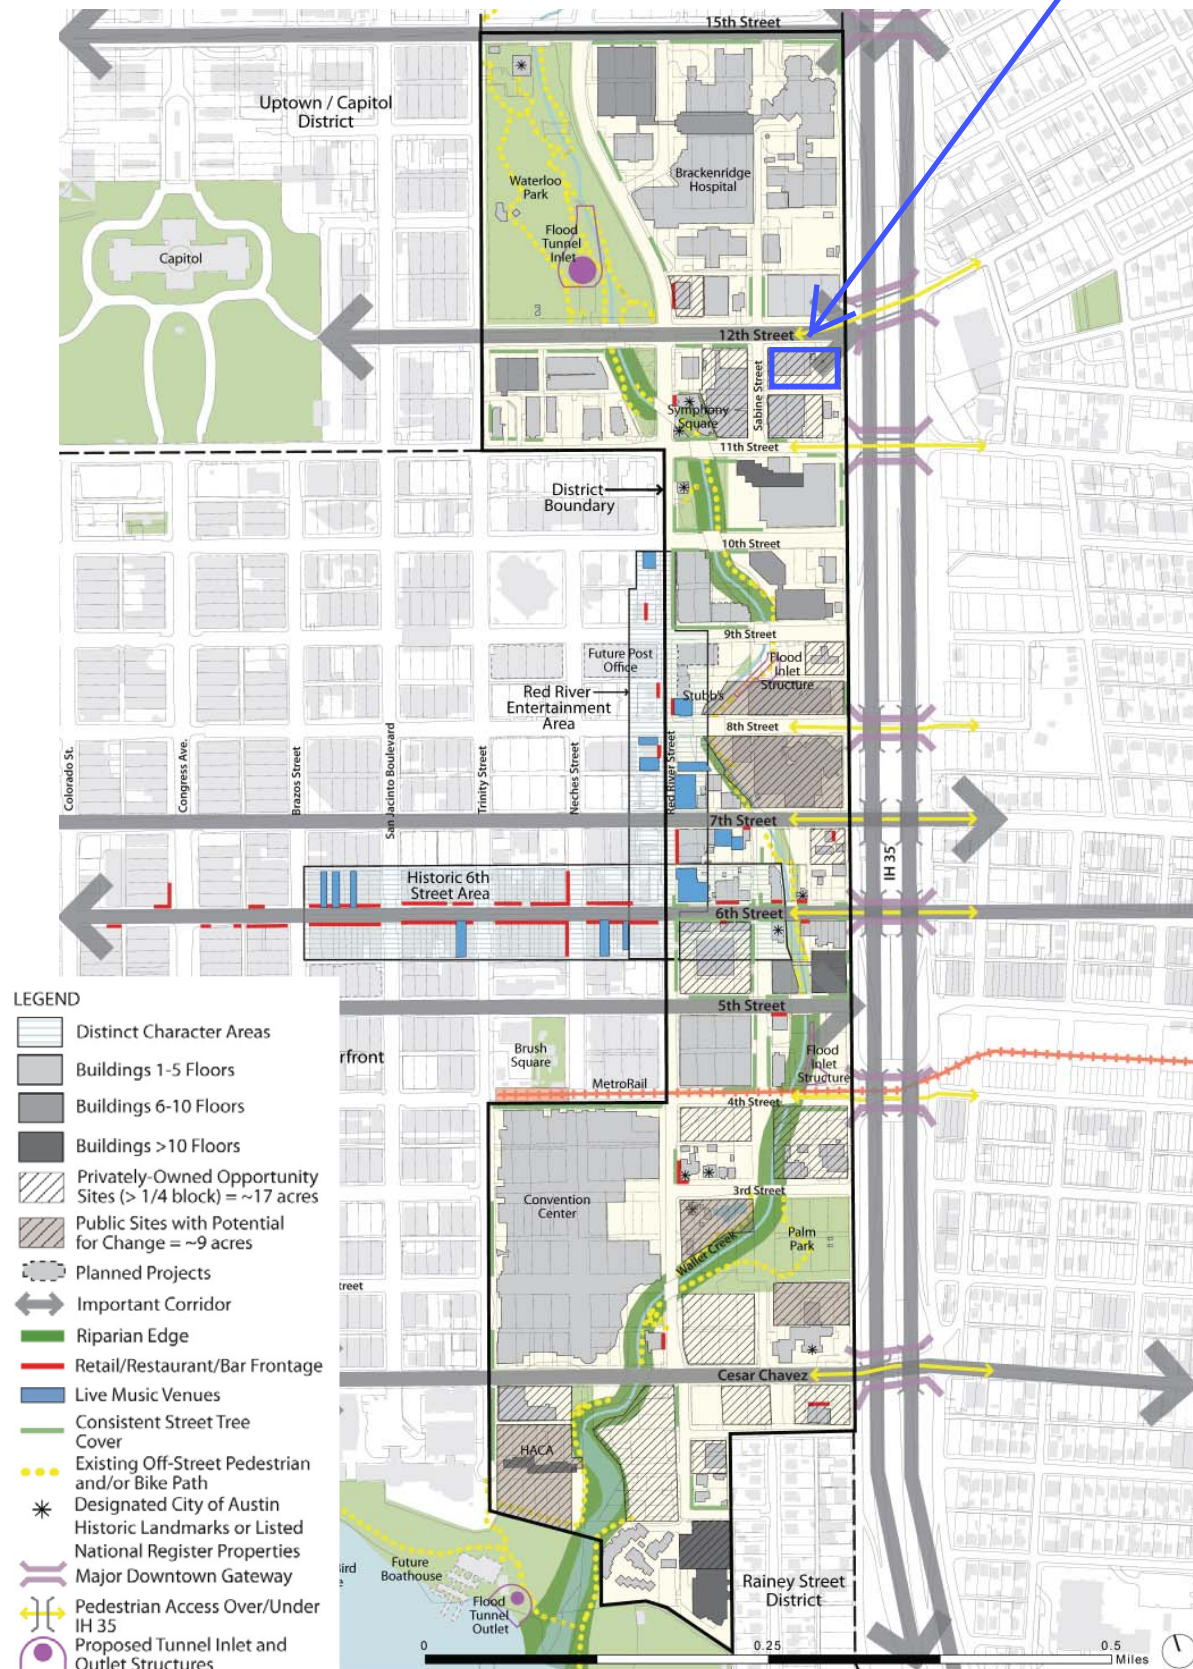 15th Street
Uptown / Capitol
District
Waterloo
Park
Brackenridge
Hospital
Flood
Tunnel
Inlet
Capitol
12th Street
Sabine Street
Symphony
Square
11th Street
District
Boundary
10th Street
9th Street
Future Post
Office
Flood
Inlet
Structure
Red River
Entertainment
Area
Stubb's
8th Street
Colorado St.
Congress Ave.
Brazos Street
San Jacinto Boulevard
Trinity Street
Neches Street
Red River Street
7th Street
IH 35
Historic 6th
Street Area
6th Street
5th Street
Brush
Square
rfront
MetroRail
Flood
Inlet
Structure
4th Street
Convention
Center
3rd Street
Palm
Park
Waller Creek
treet
Cesar Chavez
HACA
Rainey Street
District
Future
Boathouse
Bird
e
Flood
Tunnel
Outlet
0
0.25
0.5
Miles
LEGEND
Distinct Character Areas
Buildings 1-5 Floors
Buildings 6-10 Floors
Buildings >10 Floors
Privately-Owned Opportunity
Sites (> 1/4 block) = ~17 acres
Public Sites with Potential
for Change = ~9 acres
Planned Projects
Important Corridor
Riparian Edge
Retail/Restaurant/Bar Frontage
Live Music Venues
Consistent Street Tree
Cover
Existing Off-Street Pedestrian
and/or Bike Path
Designated City of Austin
Historic Landmarks or Listed
National Register Properties
Major Downtown Gateway
Pedestrian Access Over/Under
IH 35
Proposed Tunnel Inlet and
Outlet Structures